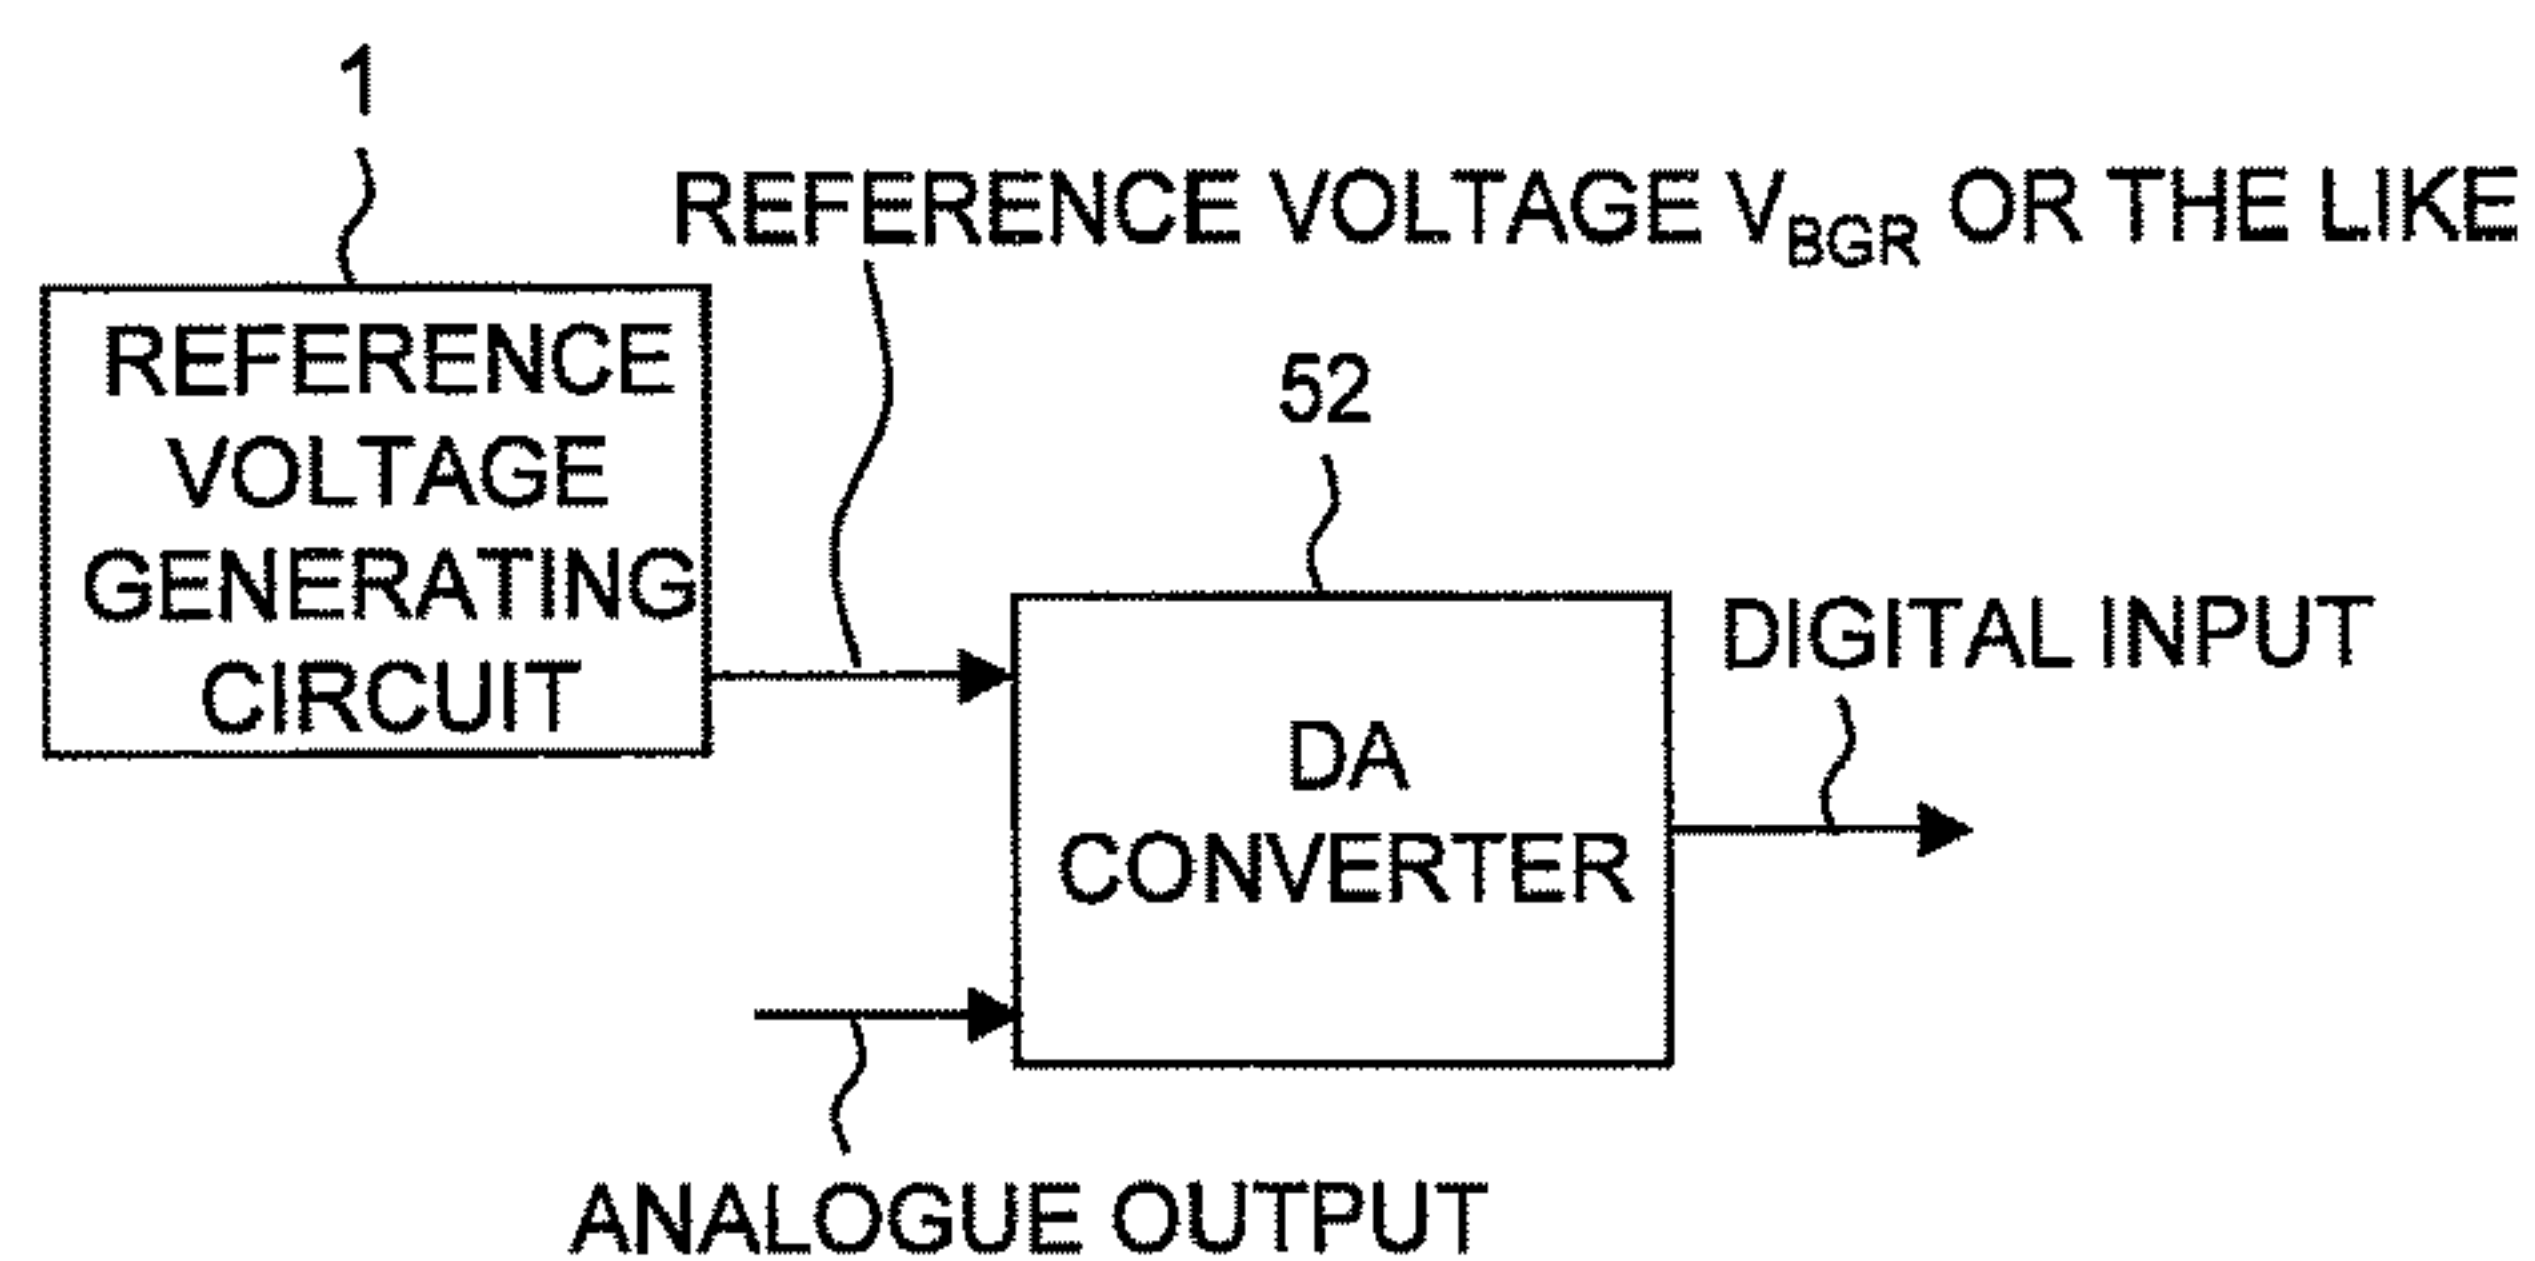 1
REFERENCE VOLTAGE VBGR OR THE LIKE
REFERENCE
VOLTAGE
GENERATING
CIRCUIT
52
DIGITAL INPUT
DA
CONVERTER
ANALOGUE OUTPUT